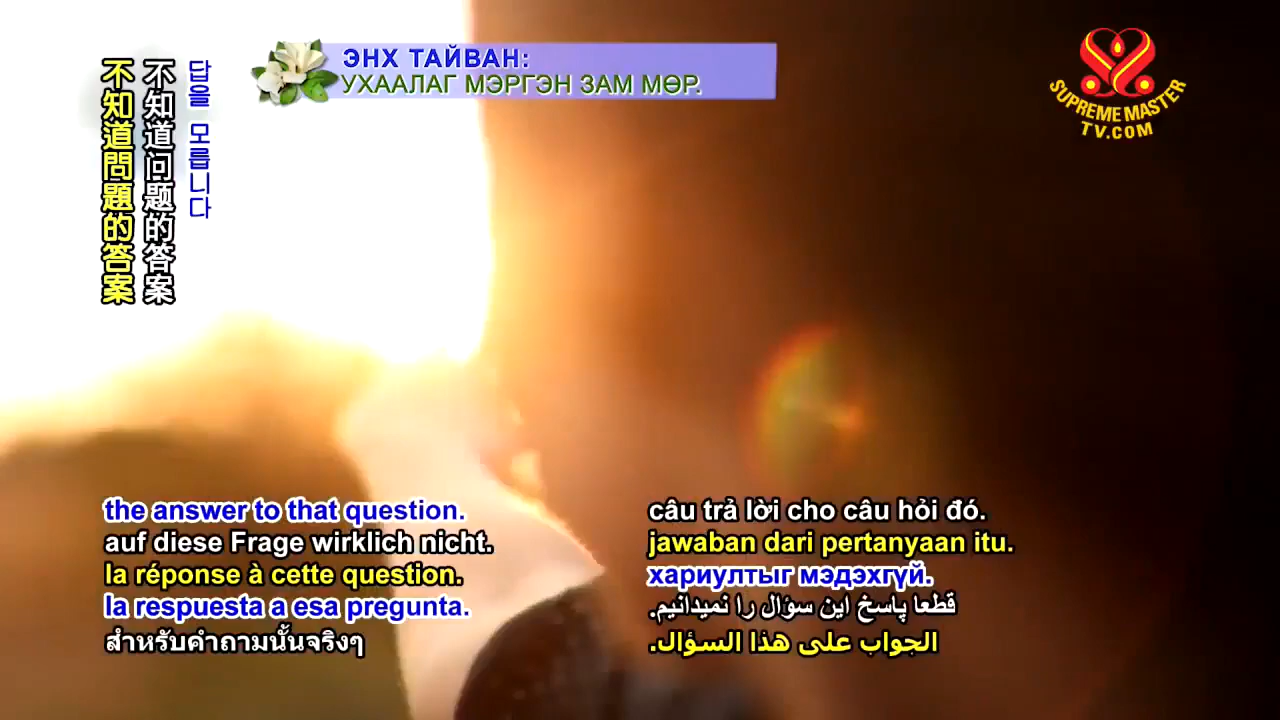 ЭНХ ТАЙВАН:
УХААЛАГ МЭРГЭН ЗАМ МӨР.
SUPREME MASTER
TV.COM
답을 모릅니다
不知道问题的答案
不知道問題的答案
the answer to that question.
auf diese Frage wirklich nicht.
la réponse à cette question.
la respuesta a esa pregunta.
สำหรับคำถามนั้นจริงๆ
câu trả lời cho câu hỏi đó.
jawaban dari pertanyaan itu.
хариултыг мэдэхгүй.
قطعا پاسخ این سؤال را نمیدانیم.
الجواب على هذا السؤال.